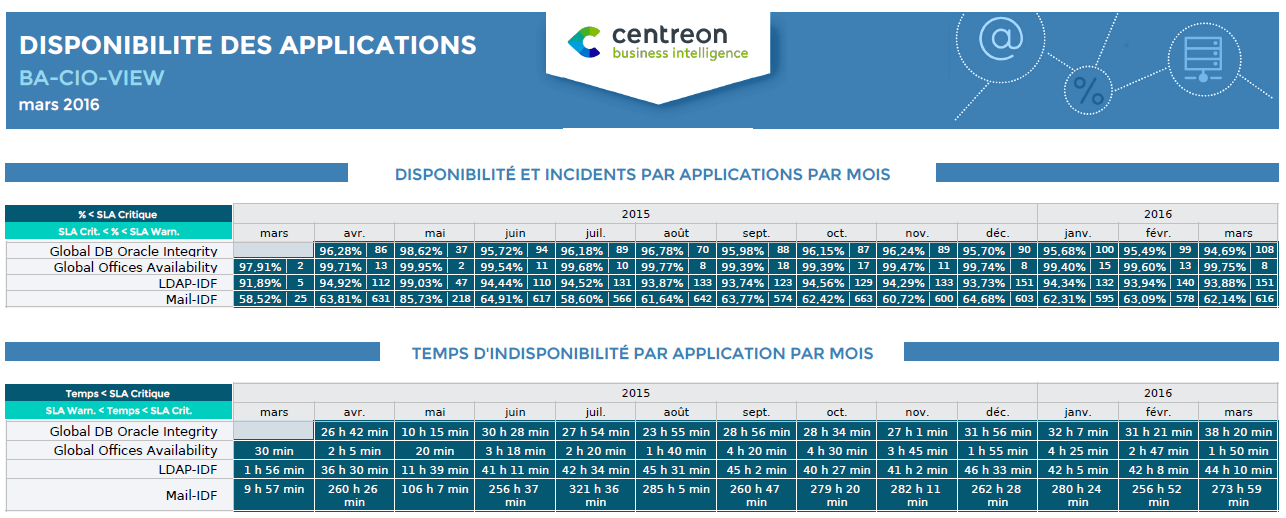 DISPONIBILITE DES APPLICATIONS
BA-CIO-VIEW
mars 2016
centreon
business intelligence
@
%
DISPONIBILITÉ ET INCIDENTS PAR APPLICATIONS PAR MOIS
% < SLA Critique 2015 2016
SLA Crit. < % < SLA Warn. mars avr. mai juin juil. août sept. oct. nov. déc. janv. févr. mars
Global DB Oracle Integrity 96,28% 86 98,62% 37 95,72% 94 96,18% 89 96,78% 70 95,98% 88 96,15% 87 96,24% 89 95,70% 90 95,68% 100 95,49% 99 94,69% 108
Global Offices Availability 97,91% 2 99,71% 13 99,95% 2 99,54% 11 99,68% 10 99,77% 8 99,39% 18 99,39% 17 99,47% 11 99,74% 8 99,40% 15 99,60% 13 99,75% 8
LDAP-IDF 91,89% 5 94,92% 112 99,03% 47 94,44% 110 94,52% 131 93,87% 133 93,74% 123 94,56% 129 94,29% 133 93,73% 151 94,34% 132 93,94% 140 93,88% 151
Mail-IDF 58,52% 25 63,81% 631 85,73% 218 64,91% 617 58,60% 566 61,64% 642 63,77% 574 62,42% 663 60,72% 600 64,68% 603 62,31% 595 63,09% 578 62,14% 616
TEMPS D'INDISPONIBILITÉ PAR APPLICATION PAR MOIS
Temps < SLA Critique 2015 2016
SLA Warn. < Temps < SLA Crit. mars avr. mai juin juil. août sept. oct. nov. déc. janv. févr. mars
Global DB Oracle Integrity 26 h 42 min 10 h 15 min 30 h 28 min 27 h 54 min 23 h 55 min 28 h 56 min 28 h 34 min 27 h 1 min 31 h 56 min 32 h 7 min 31 h 21 min 38 h 20 min
Global Offices Availability 30 min 2 h 5 min 20 min 3 h 18 min 2 h 20 min 1 h 40 min 4 h 20 min 4 h 30 min 3 h 45 min 1 h 55 min 4 h 25 min 2 h 47 min 1 h 50 min
LDAP-IDF 1 h 56 min 36 h 30 min 11 h 39 min 41 h 11 min 42 h 34 min 45 h 31 min 45 h 2 min 40 h 27 min 41 h 2 min 46 h 33 min 42 h 5 min 42 h 8 min 44 h 10 min
Mail-IDF 9 h 57 min 260 h 26 min 106 h 7 min 256 h 37 min 321 h 36 min 285 h 5 min 260 h 47 min 279 h 20 min 282 h 11 min 262 h 28 min 280 h 24 min 256 h 52 min 273 h 59 min